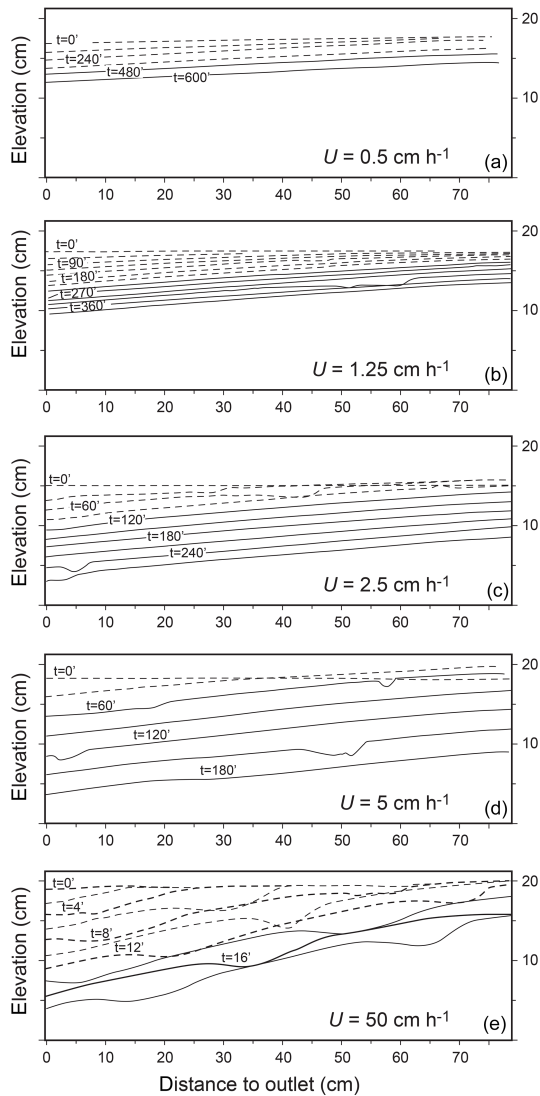 20
t=0'
t=240'
t=480'
t=600'
10
Elevation (cm)
U = 0.5 cm h-1
(a)
0 10 20 30 40 50 60 70
20
t=0'
t=90'
t=180'
t=270'
t=360'
10
Elevation (cm)
U = 1.25 cm h-1
(b)
0 10 20 30 40 50 60 70
20
t=0'
t=60'
t=120'
t=180'
t=240'
10
Elevation (cm)
U = 2.5 cm h-1
(c)
0 10 20 30 40 50 60 70
20
t=0'
t=60'
t=120'
t=180'
10
Elevation (cm)
U = 5 cm h-1
(d)
0 10 20 30 40 50 60 70
20
t=0'
t=4'
t=8'
t=12'
t=16'
10
Elevation (cm)
U = 50 cm h-1
(e)
0 10 20 30 40 50 60 70
Distance to outlet (cm)